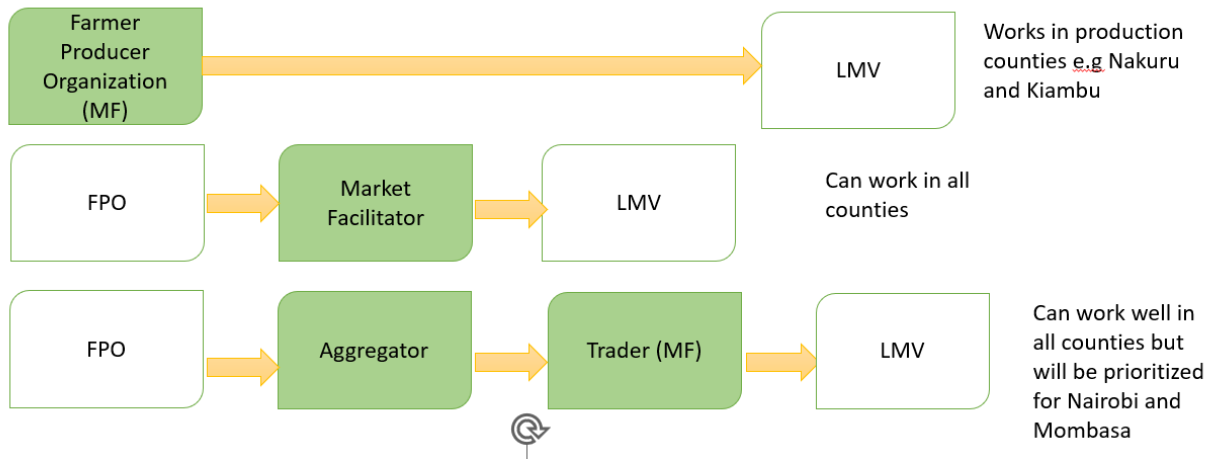 Farmer
Producer
Organization
(MF)
LMV
Works in production
counties e.g Nakuru
and Kiambu
FPO
Market
Facilitator
LMV
Can work in all
counties
FPO
Aggregator
Trader (MF)
LMV
Can work well in
all counties but
will be prioritized
for Nairobi and
Mombasa